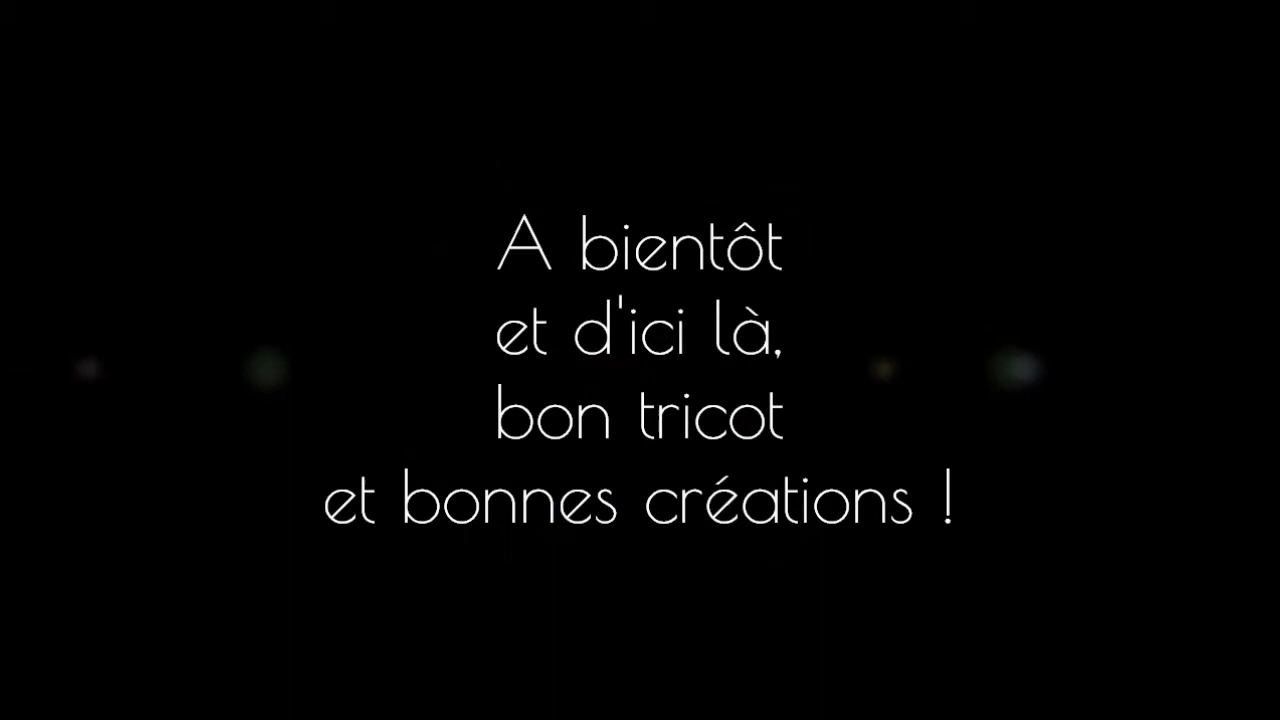 A bientôt
et d'ici là,
bon tricot
et bonnes créations !